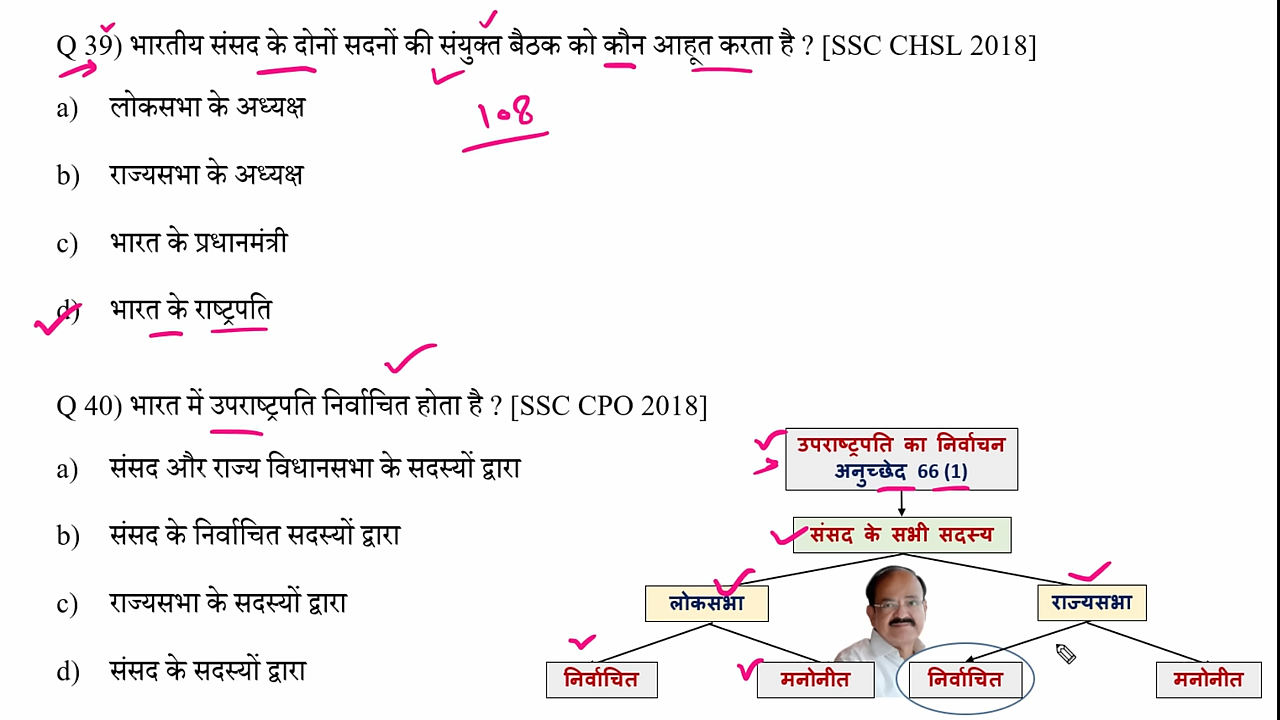 Q 39) भारतीय संसद के दोनों सदनों की संयुक्त बैठक को कौन आहूत करता है ? [SSC CHSL 2018]
a) लोकसभा के अध्यक्ष
108
b) राज्यसभा के अध्यक्ष
c) भारत के प्रधानमंत्री
d) भारत के राष्ट्रपति
Q 40) भारत में उपराष्ट्रपति निर्वाचित होता है ? [SSC CPO 2018]
a) संसद और राज्य विधानसभा के सदस्यों द्वारा
b) संसद के निर्वाचित सदस्यों द्वारा
c) राज्यसभा के सदस्यों द्वारा
d) संसद के सदस्यों द्वारा
उपराष्ट्रपति का निर्वाचन
अनुच्छेद 66 (1)
संसद के सभी सदस्य
लोकसभा
राज्यसभा
निर्वाचित
मनोनीत
निर्वाचित
मनोनीत